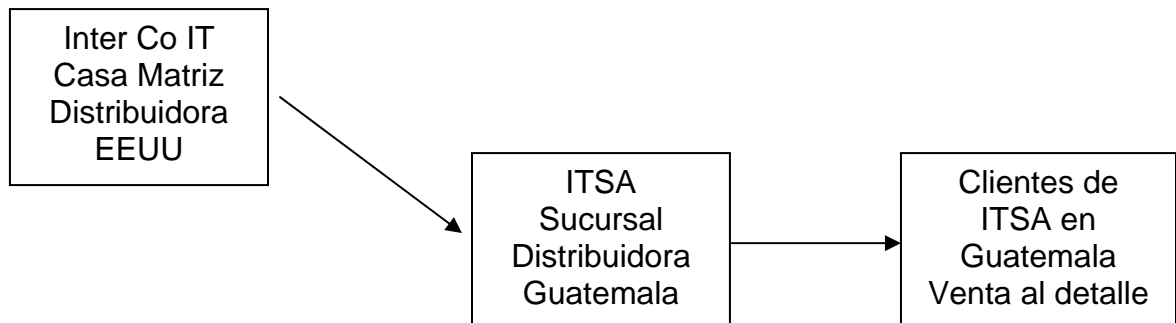 Inter Co IT
Casa Matriz
Distribuidora
EEUU
ITSA
Sucursal
Distribuidora
Guatemala
Clientes de
ITSA en
Guatemala
Venta al detalle